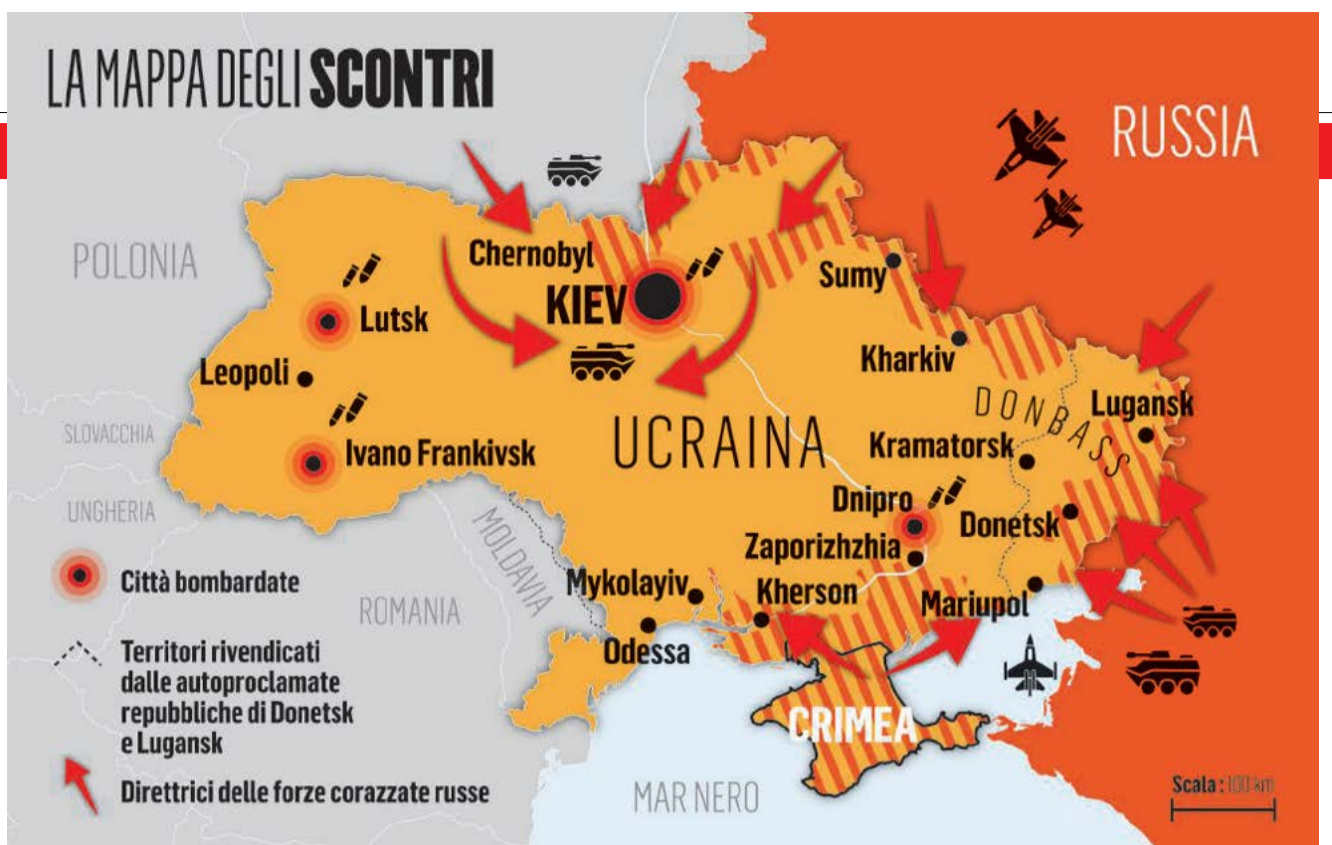 LA MAPPA DEGLI SCONTRI
RUSSIA
POLONIA
Chernobyl
KIEV
Sumy
Lutsk
Kharkiv
Leopoli
DONBASS
Lugansk
SLOVACCHIA
Ivano Frankivsk
UCRAINA
Kramatorsk
UNGHERIA
Dnipro
Donetsk
MOLDAVIA
Zaporizhzhia
Città bombardate
Mykolayiv
Kherson
Mariupol
ROMANIA
Odessa
Territori rivendicati
dalle autoproclamate
repubbliche di Donetsk
e Lugansk
CRIMEA
Direttrici delle forze corazzate russe
MAR NERO
Scala : 100 km